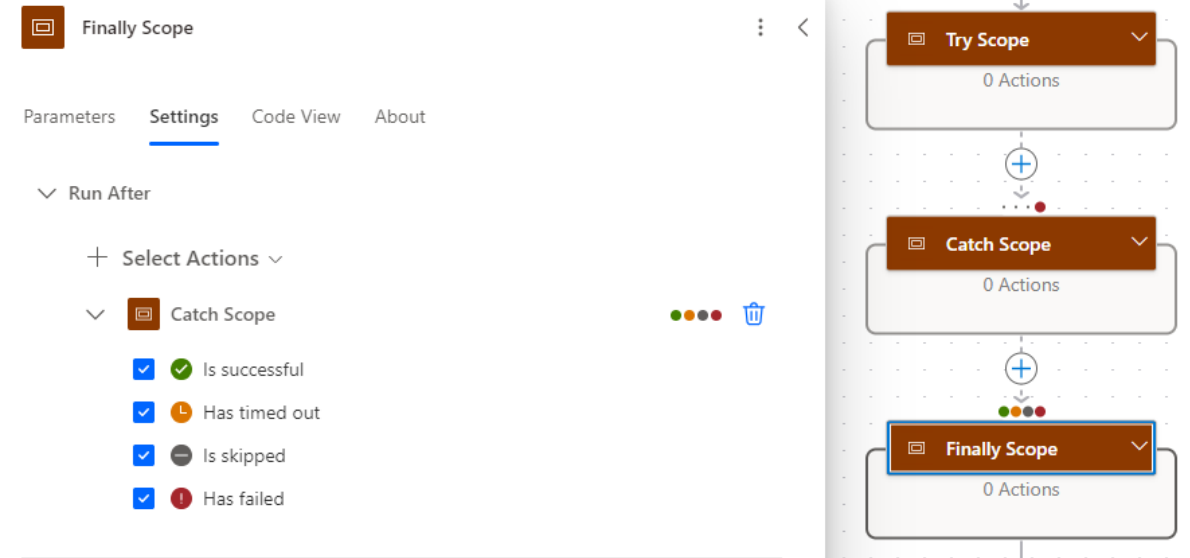 Finally Scope
Parameters
Settings
Code View
About
Run After
Select Actions
Catch Scope
Is successful
Has timed out
Is skipped
Has failed
Try Scope
0 Actions
Catch Scope
0 Actions
Finally Scope
0 Actions